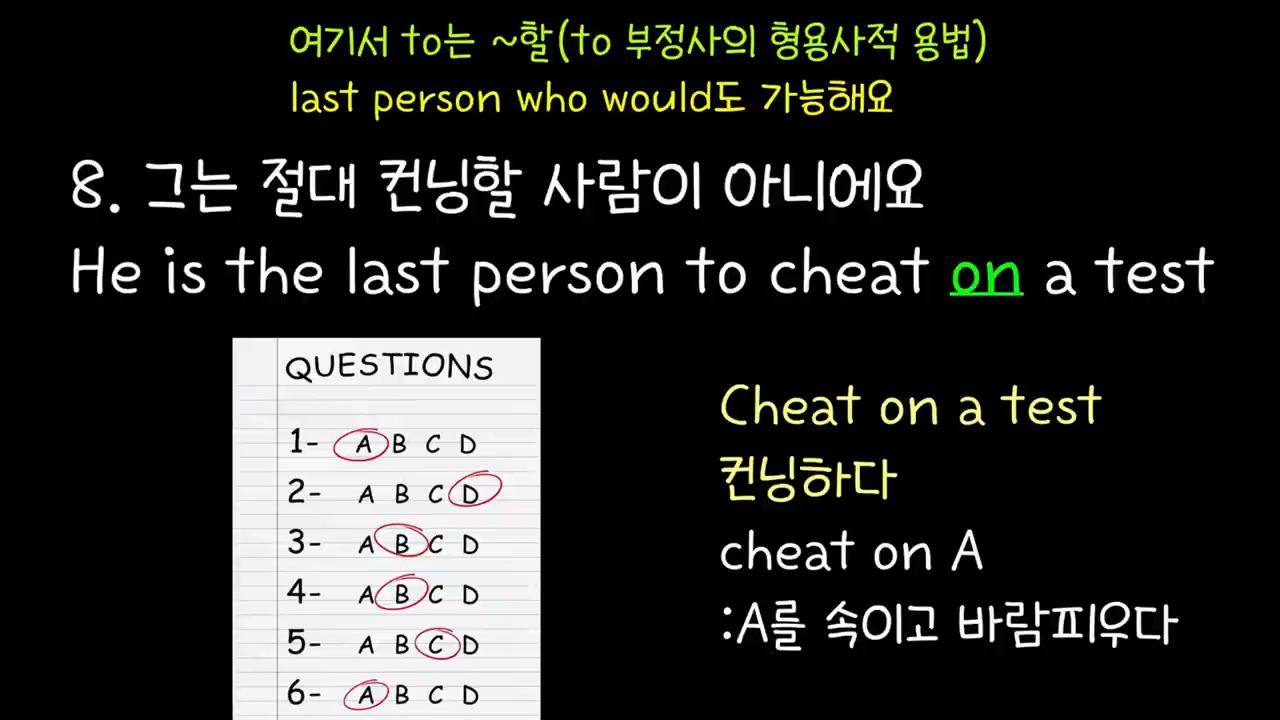 여기서 to는 ~할(to 부정사의 형용사적 용법)
last person who would도 가능해요
8. 그는 절대 컨닝할 사람이 아니에요
He is the last person to cheat on a test
QUESTIONS
1- A B C D
2- A B C D
3- A B C D
4- A B C D
5- A B C D
6- A B C D
Cheat on a test
컨닝하다
cheat on A
:A를 속이고 바람피우다